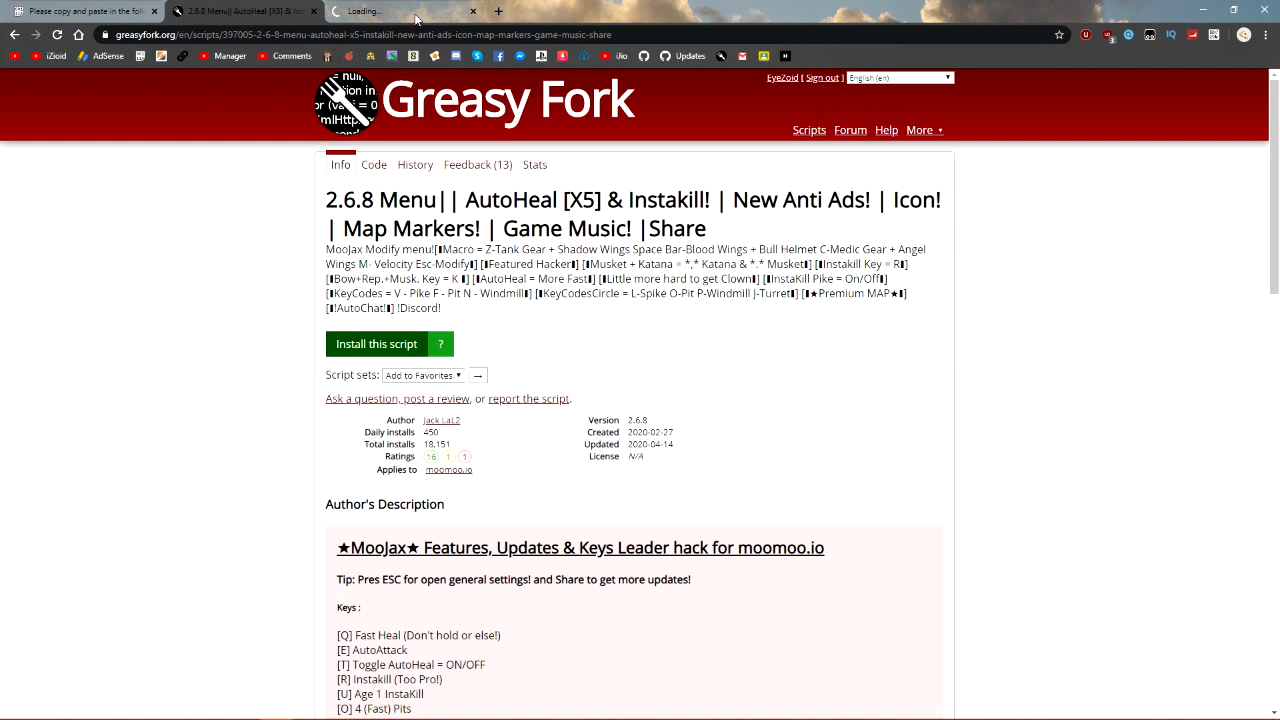 Please copy and paste in the foll
2.6.8 Menu|| AutoHeal [X5] & Ins
Loading...
greasyfork.org/en/scripts/397005-2-6-8-menu-autoheal-x5-instakill-new-anti-ads-icon-map-markers-game-music-share
iZioid
AdSense
Comments
Manager
iJio
Updates
EyeZoid [ Sign out ] English (en)
Greasy Fork
Scripts Forum Help More
Info Code History Feedback (13) Stats
2.6.8 Menu|| AutoHeal [X5] & Instakill! | New Anti Ads! | Icon!
| Map Markers! | Game Music! |Share
MooJax Modify menu![▮Macro = Z-Tank Gear + Shadow Wings Space Bar-Blood Wings + Bull Helmet C-Medic Gear + Angel
Wings M- Velocity Esc-Modify▮] [▮Featured Hacker▮] [▮Musket + Katana = *,* Katana & *.* Musket▮] [▮Instakill Key = R▮]
[▮Bow+Rep.+Musk. Key = K ▮] [▮AutoHeal = More Fast▮] [▮Little more hard to get Clown▮] [▮InstaKill Pike = On/Off▮]
[▮KeyCodes = V - Pike F - Pit N - Windmill▮] [▮KeyCodesCircle = L-Spike O-Pit P-Windmill J-Turret▮] [▮★Premium MAP★▮]
[▮!AutoChat!▮] !Discord!
Install this script ?
Script sets: Add to Favorites →
Ask a question, post a review, or report the script.
Author Jack LaL2
Daily installs 450
Total installs 18,151
Ratings 16 1 1
Applies to moomoo.io
Version 2.6.8
Created 2020-02-27
Updated 2020-04-14
License N/A
Author's Description
★MooJax★ Features, Updates & Keys Leader hack for moomoo.io
Tip: Pres ESC for open general settings! and Share to get more updates!
Keys :
[Q] Fast Heal (Don't hold or else!)
[E] AutoAttack
[T] Toggle AutoHeal = ON/OFF
[R] Instakill (Too Pro!)
[U] Age 1 InstaKill
[O] 4 (Fast) Pits